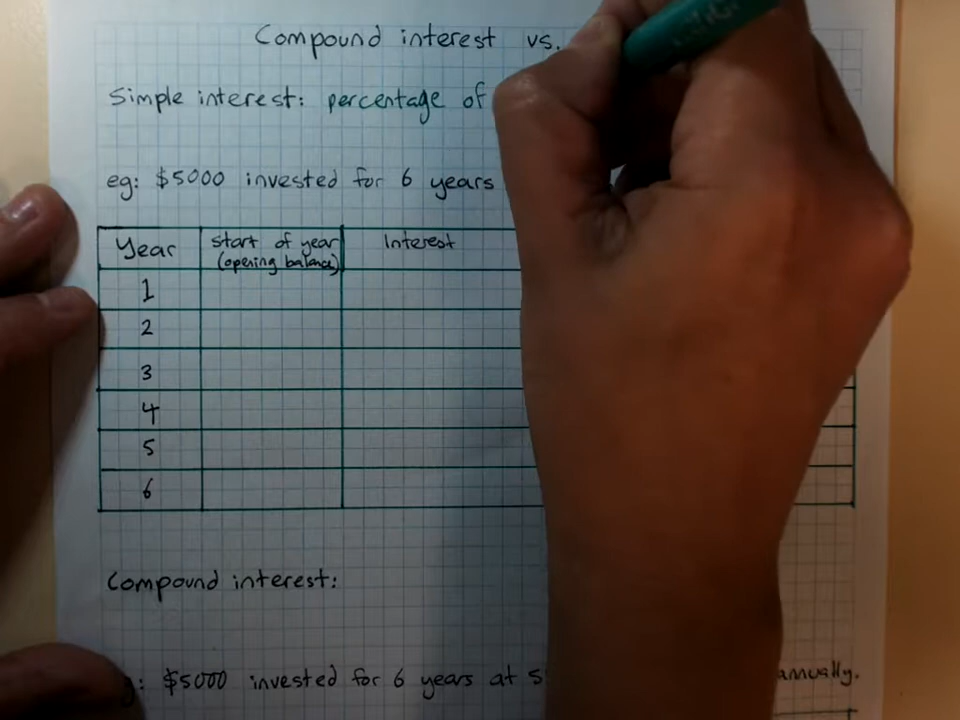 Compound interest vs.
Simple interest: percentage of
eg: $5000 invested for 6 years
Year start of year Interest
(opening balance)
1
2
3
4
5
6
Compound interest:
: $5000 invested for 6 years at 5 annually.